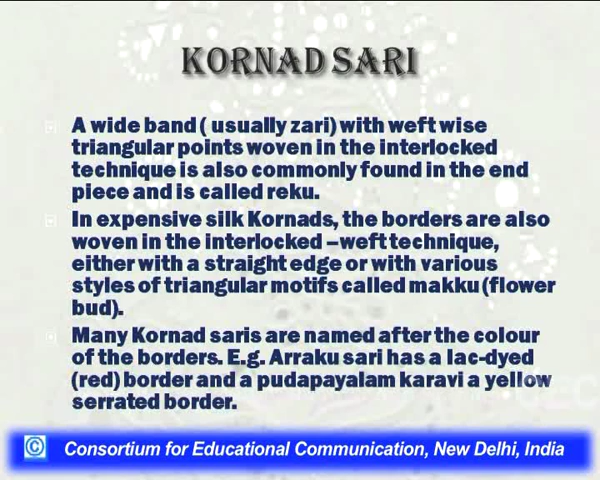 KORNAD SARI
A wide band ( usually zari) with weft wise
triangular points woven in the interlocked
technique is also commonly found in the end
piece and is called reku.
In expensive silk Kornads, the borders are also
woven in the interlocked –weft technique,
either with a straight edge or with various
styles of triangular motifs called makku (flower
bud).
Many Kornad saris are named after the colour
of the borders. E.g. Arraku sari has a lac-dyed
(red) border and a pudapayalam karavi a yellow
serrated border.
© Consortium for Educational Communication, New Delhi, India